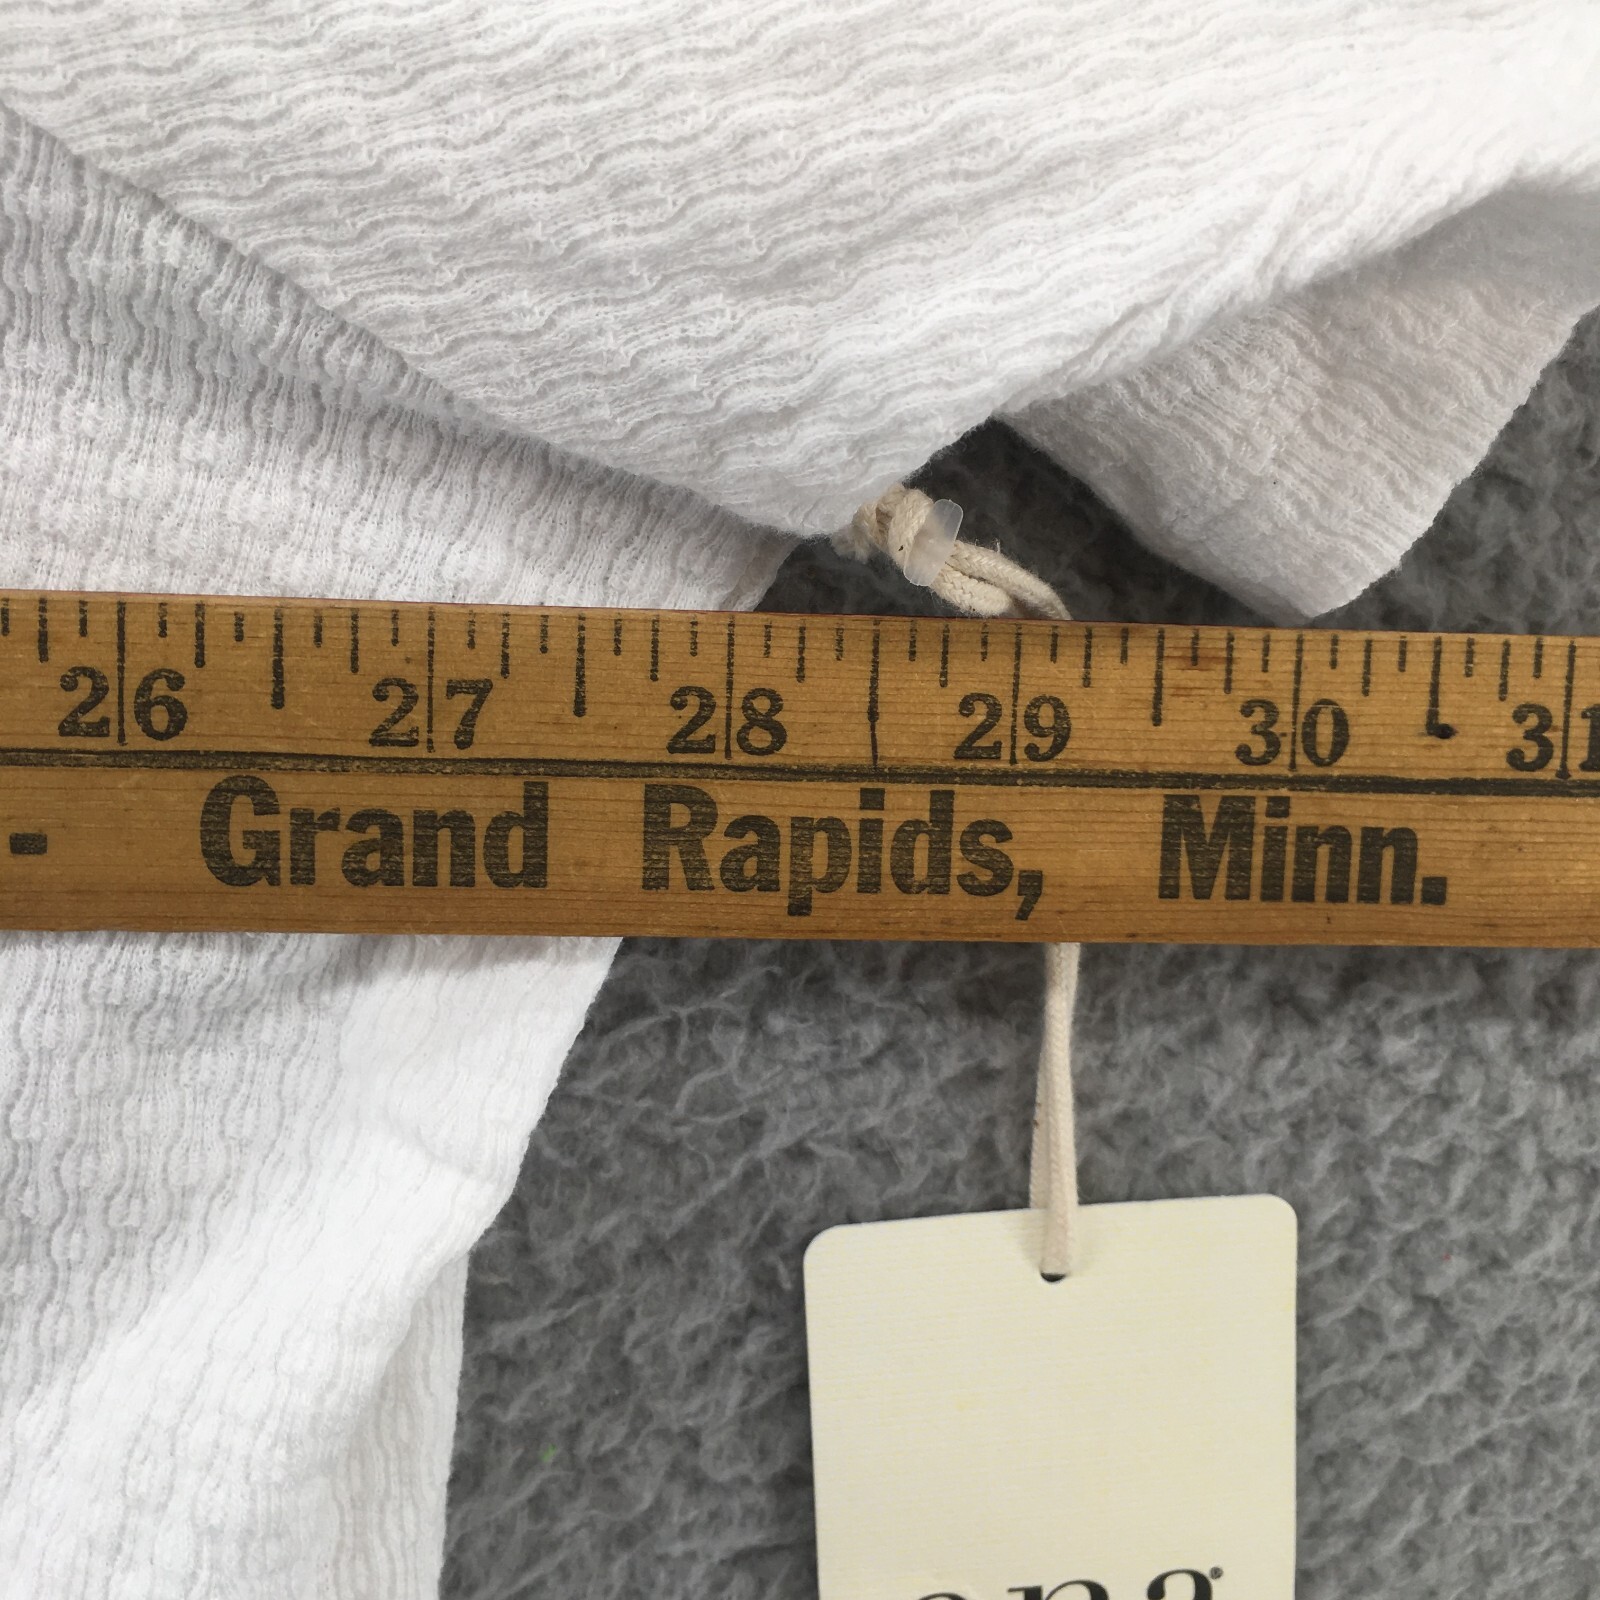 26 27 28 29 30 31
- Grand Rapids, Minn.